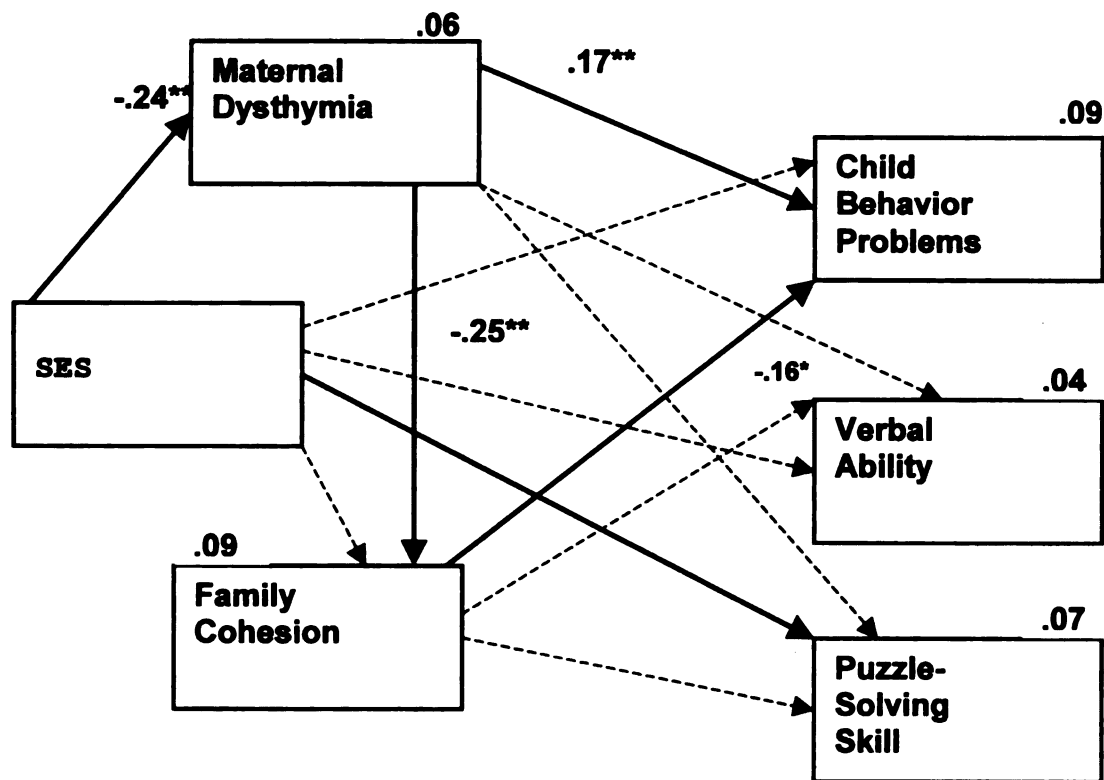 .06
Maternal
Dysthymia
-.24**
.17**
.09
Child
Behavior
Problems
SES
-.25**
-.16*
.04
Verbal
Ability
.09
Family
Cohesion
.07
Puzzle-
Solving
Skill